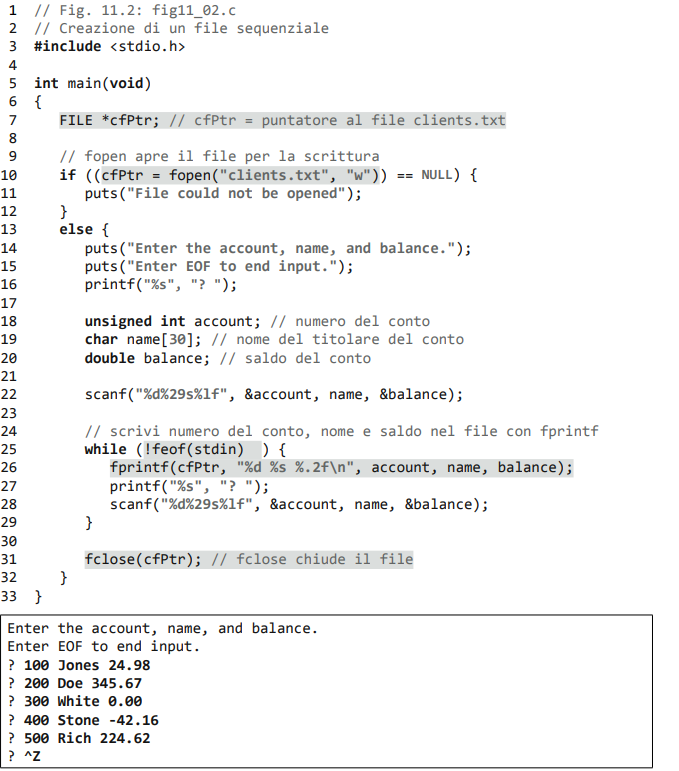 1 // Fig. 11.2: fig11_02.c
2 // Creazione di un file sequenziale
3 #include <stdio.h>
4
5 int main(void)
6 {
7    FILE *cfPtr; // cfPtr = puntatore al file clients.txt
8
9    // fopen apre il file per la scrittura
10    if ((cfPtr = fopen("clients.txt", "w")) == NULL) {
11       puts("File could not be opened");
12    }
13    else {
14       puts("Enter the account, name, and balance.");
15       puts("Enter EOF to end input.");
16       printf("%s", "? ");
17
18       unsigned int account; // numero del conto
19       char name[30]; // nome del titolare del conto
20       double balance; // saldo del conto
21
22       scanf("%d%29s%lf", &account, name, &balance);
23
24       // scrivi numero del conto, nome e saldo nel file con fprintf
25       while (!feof(stdin) ) {
26          fprintf(cfPtr, "%d %s %.2f\n", account, name, balance);
27          printf("%s", "? ");
28          scanf("%d%29s%lf", &account, name, &balance);
29       }
30
31       fclose(cfPtr); // fclose chiude il file
32    }
33 }
Enter the account, name, and balance.
Enter EOF to end input.
? 100 Jones 24.98
? 200 Doe 345.67
? 300 White 0.00
? 400 Stone -42.16
? 500 Rich 224.62
? ^Z